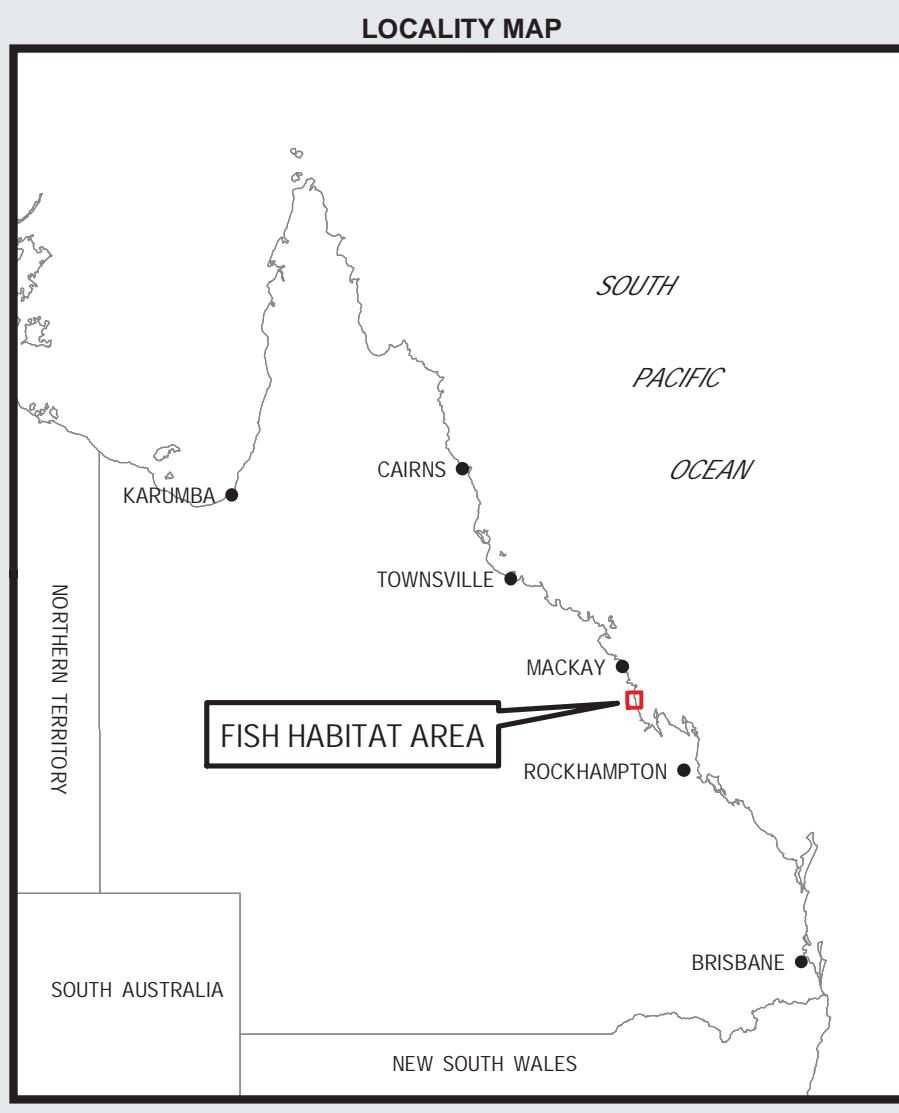 LOCALITY MAP
SOUTH
PACIFIC
OCEAN
CAIRNS
KARUMBA
TOWNSVILLE
NORTHERN TERRITORY
MACKAY
FISH HABITAT AREA
ROCKHAMPTON
BRISBANE
SOUTH AUSTRALIA
NEW SOUTH WALES